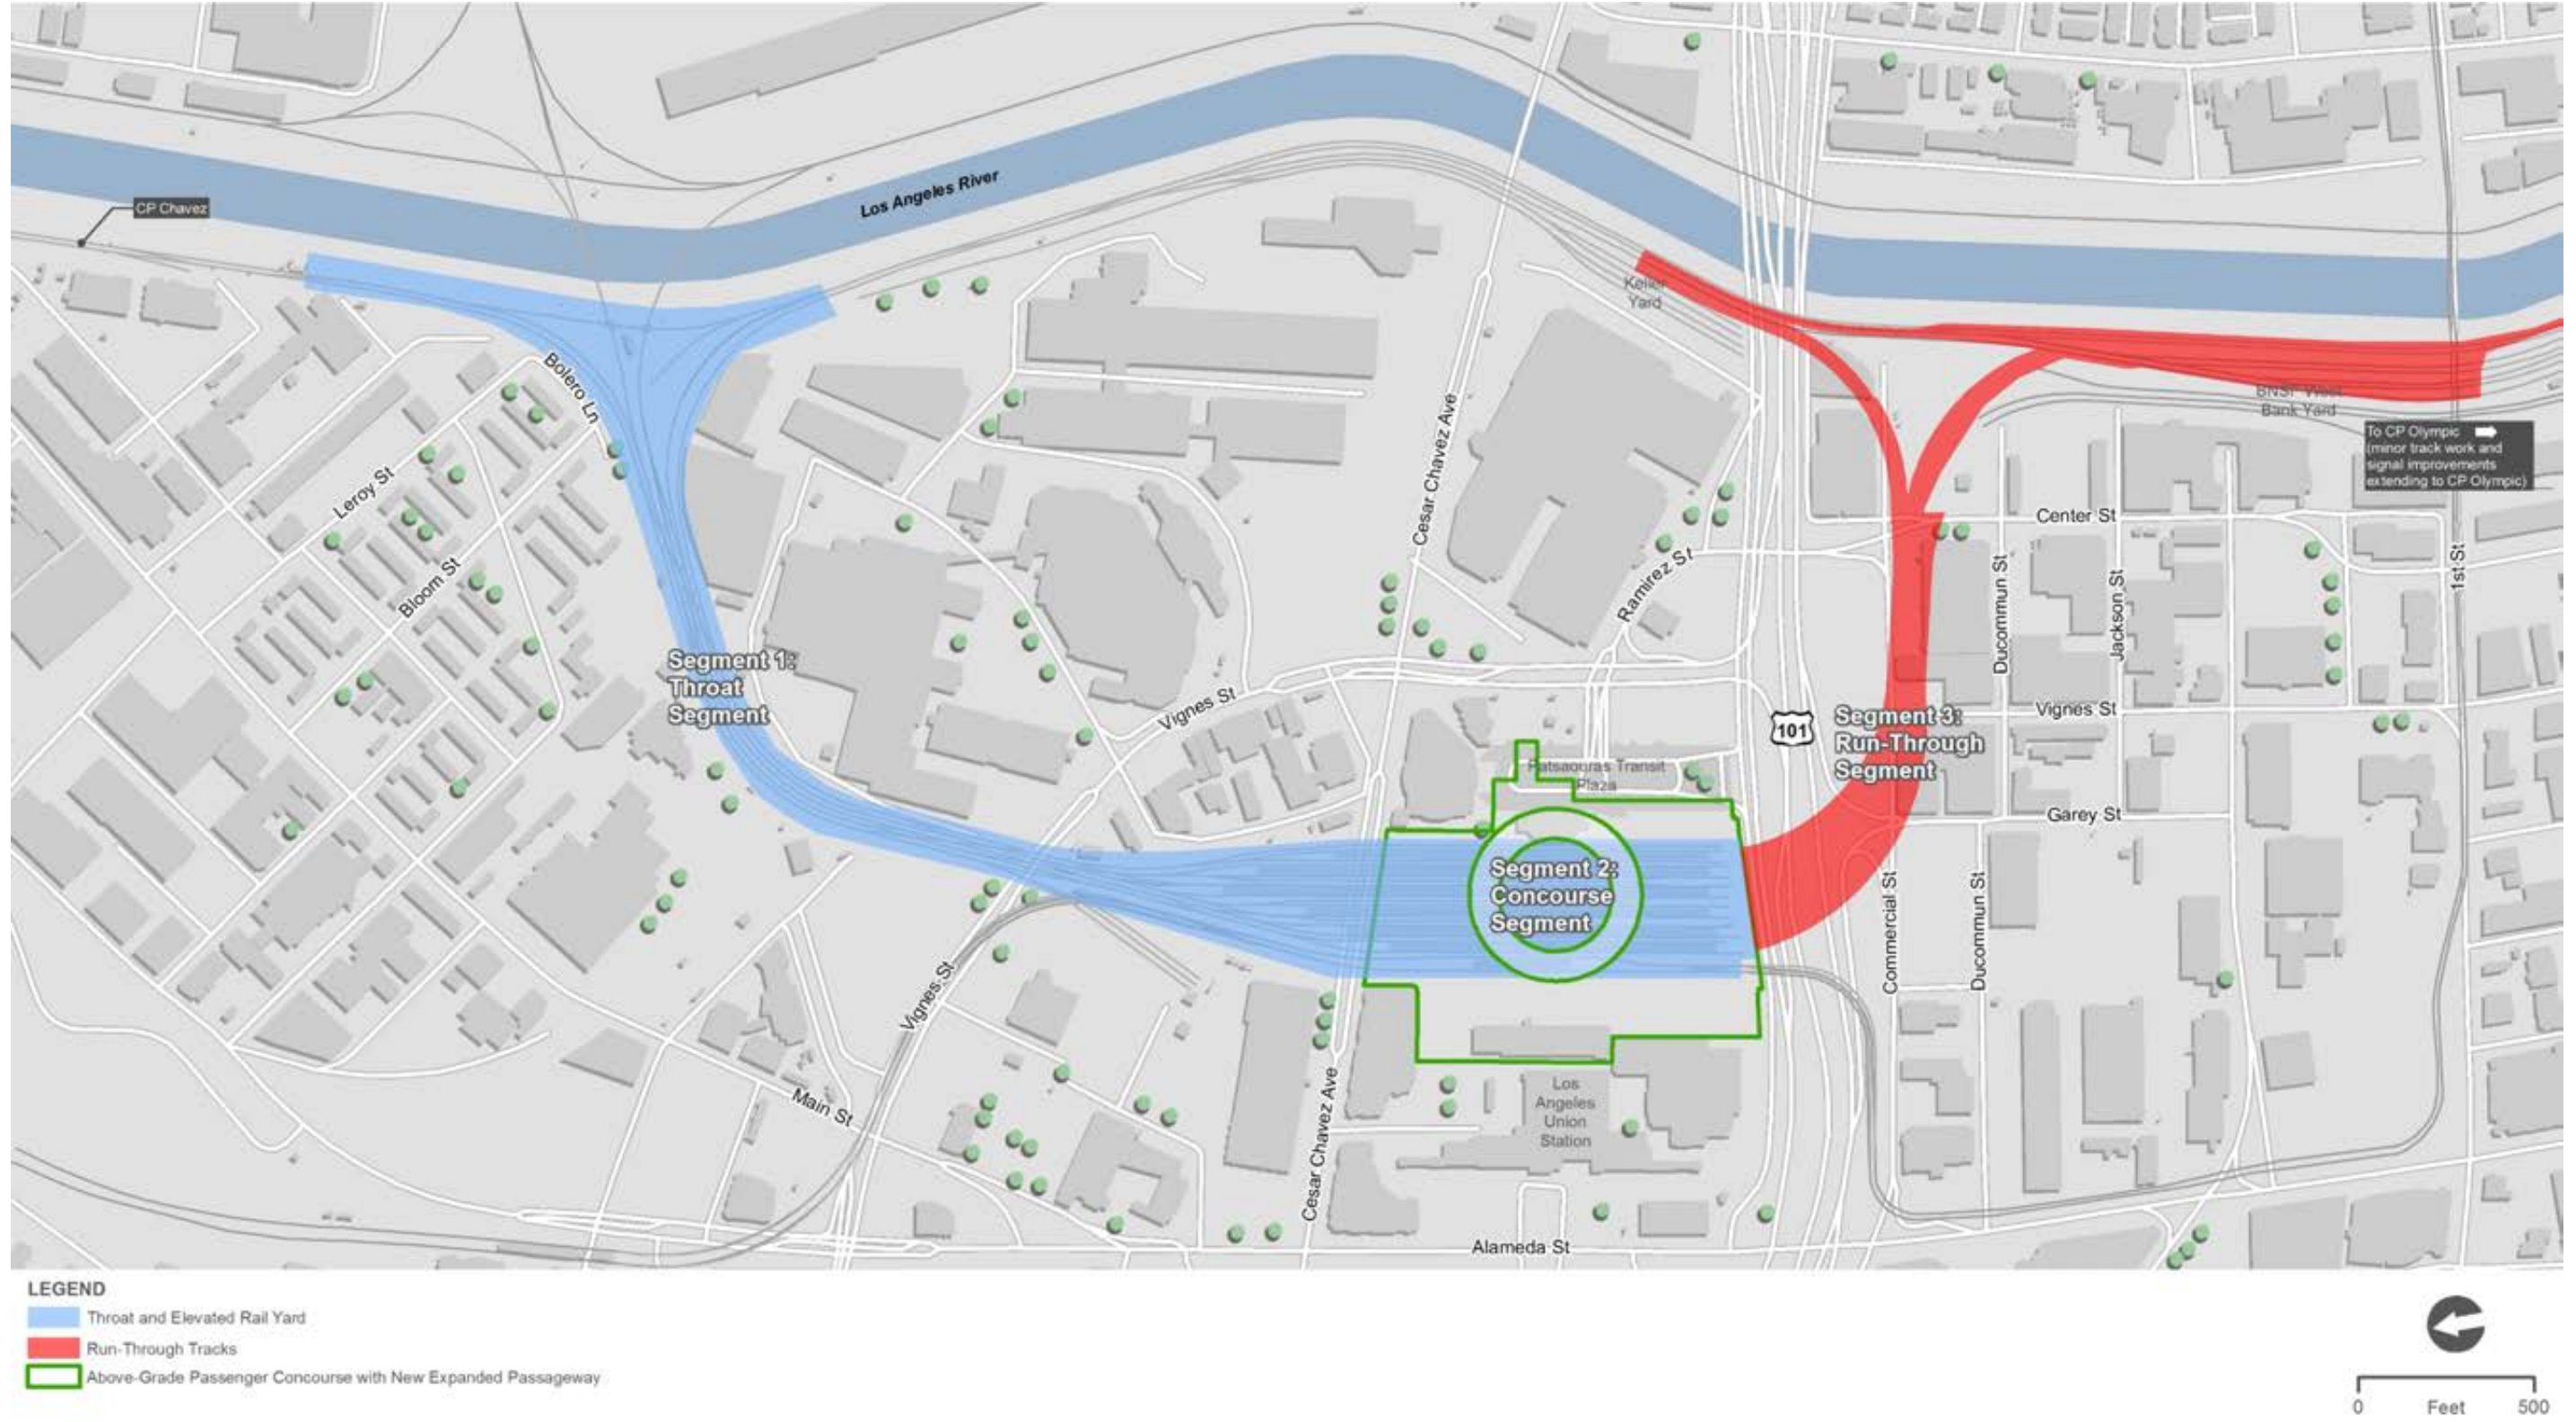 CP Chavez
Los Angeles River
Keller
Yard
Bolero Ln
BNSF West
Bank Yard
To CP Olympic
(minor track work and
signal improvements
extending to CP Olympic)
Cesar Chavez Ave
Leroy St
Center St
Bloom St
Ramirez St
Ducommun St
Jackson St
1st St
Segment 1:
Throat
Segment
Vignes St
101
Segment 3:
Run-Through
Segment
Vignes St
Patsaouras Transit
Plaza
Garey St
Segment 2:
Concourse
Segment
Commercial St
Ducommun St
Vignes St
Main St
Cesar Chavez Ave
Los
Angeles
Union
Station
Alameda St
LEGEND
Throat and Elevated Rail Yard
Run-Through Tracks
Above-Grade Passenger Concourse with New Expanded Passageway
0 Feet 500